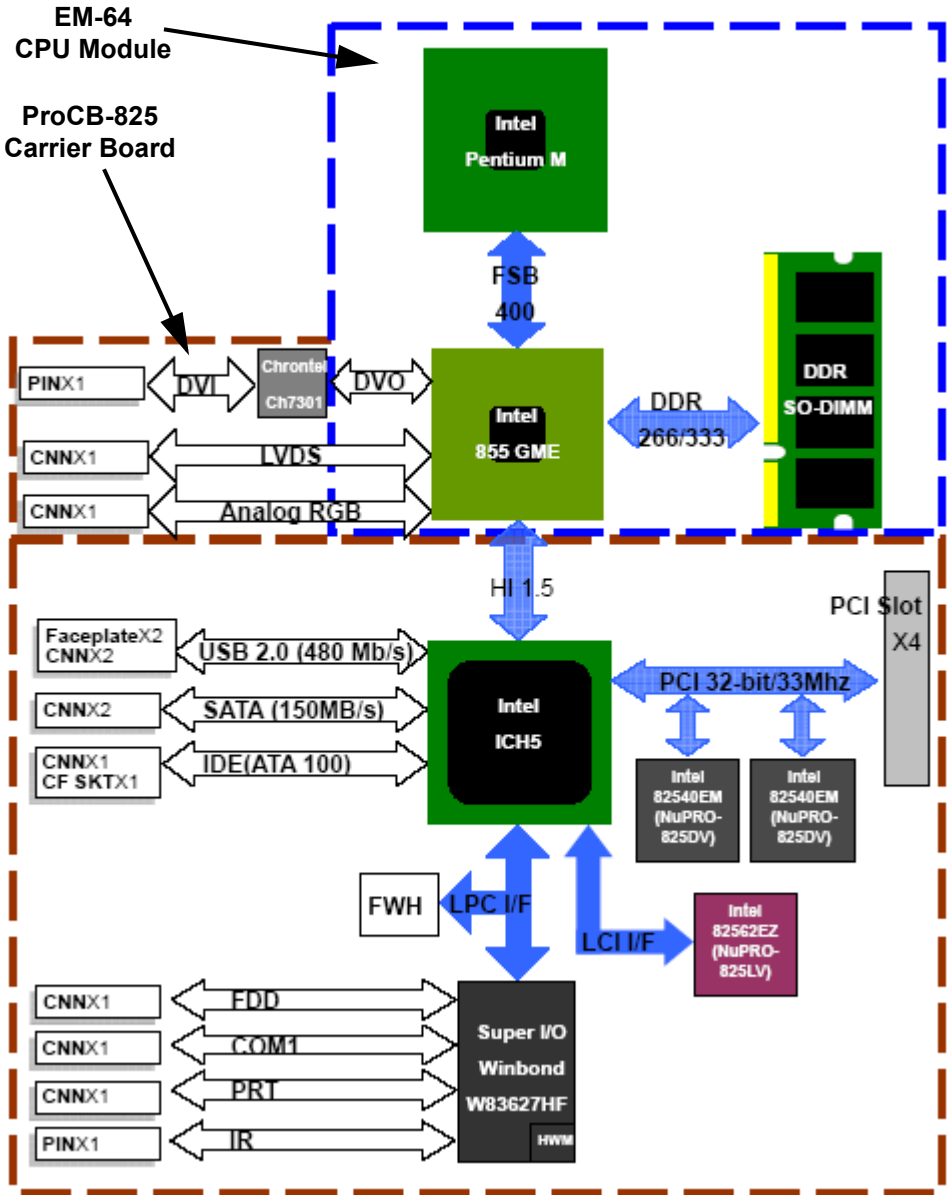 EM-64
CPU Module
ProCB-825
Carrier Board
Intel
Pentium M
FSB
400
PINX1
DVI
Chrontel
Ch7301
DVO
Intel
855 GME
DDR
266/333
DDR
SO-DIMM
CNNX1
LVDS
CNNX1
Analog RGB
HI 1.5
PCI Slot
X4
FaceplateX2
CNNX2
USB 2.0 (480 Mb/s)
CNNX2
SATA (150MB/s)
CNNX1
CF SKTX1
IDE(ATA 100)
Intel
ICH5
PCI 32-bit/33Mhz
Intel
82540EM
(NuPRO-
825DV)
Intel
82540EM
(NuPRO-
825DV)
FWH
LPC I/F
LCI I/F
Intel
82562EZ
(NuPRO-
825LV)
CNNX1
FDD
CNNX1
COM1
CNNX1
PRT
PINX1
IR
Super I/O
Winbond
W83627HF
HWM